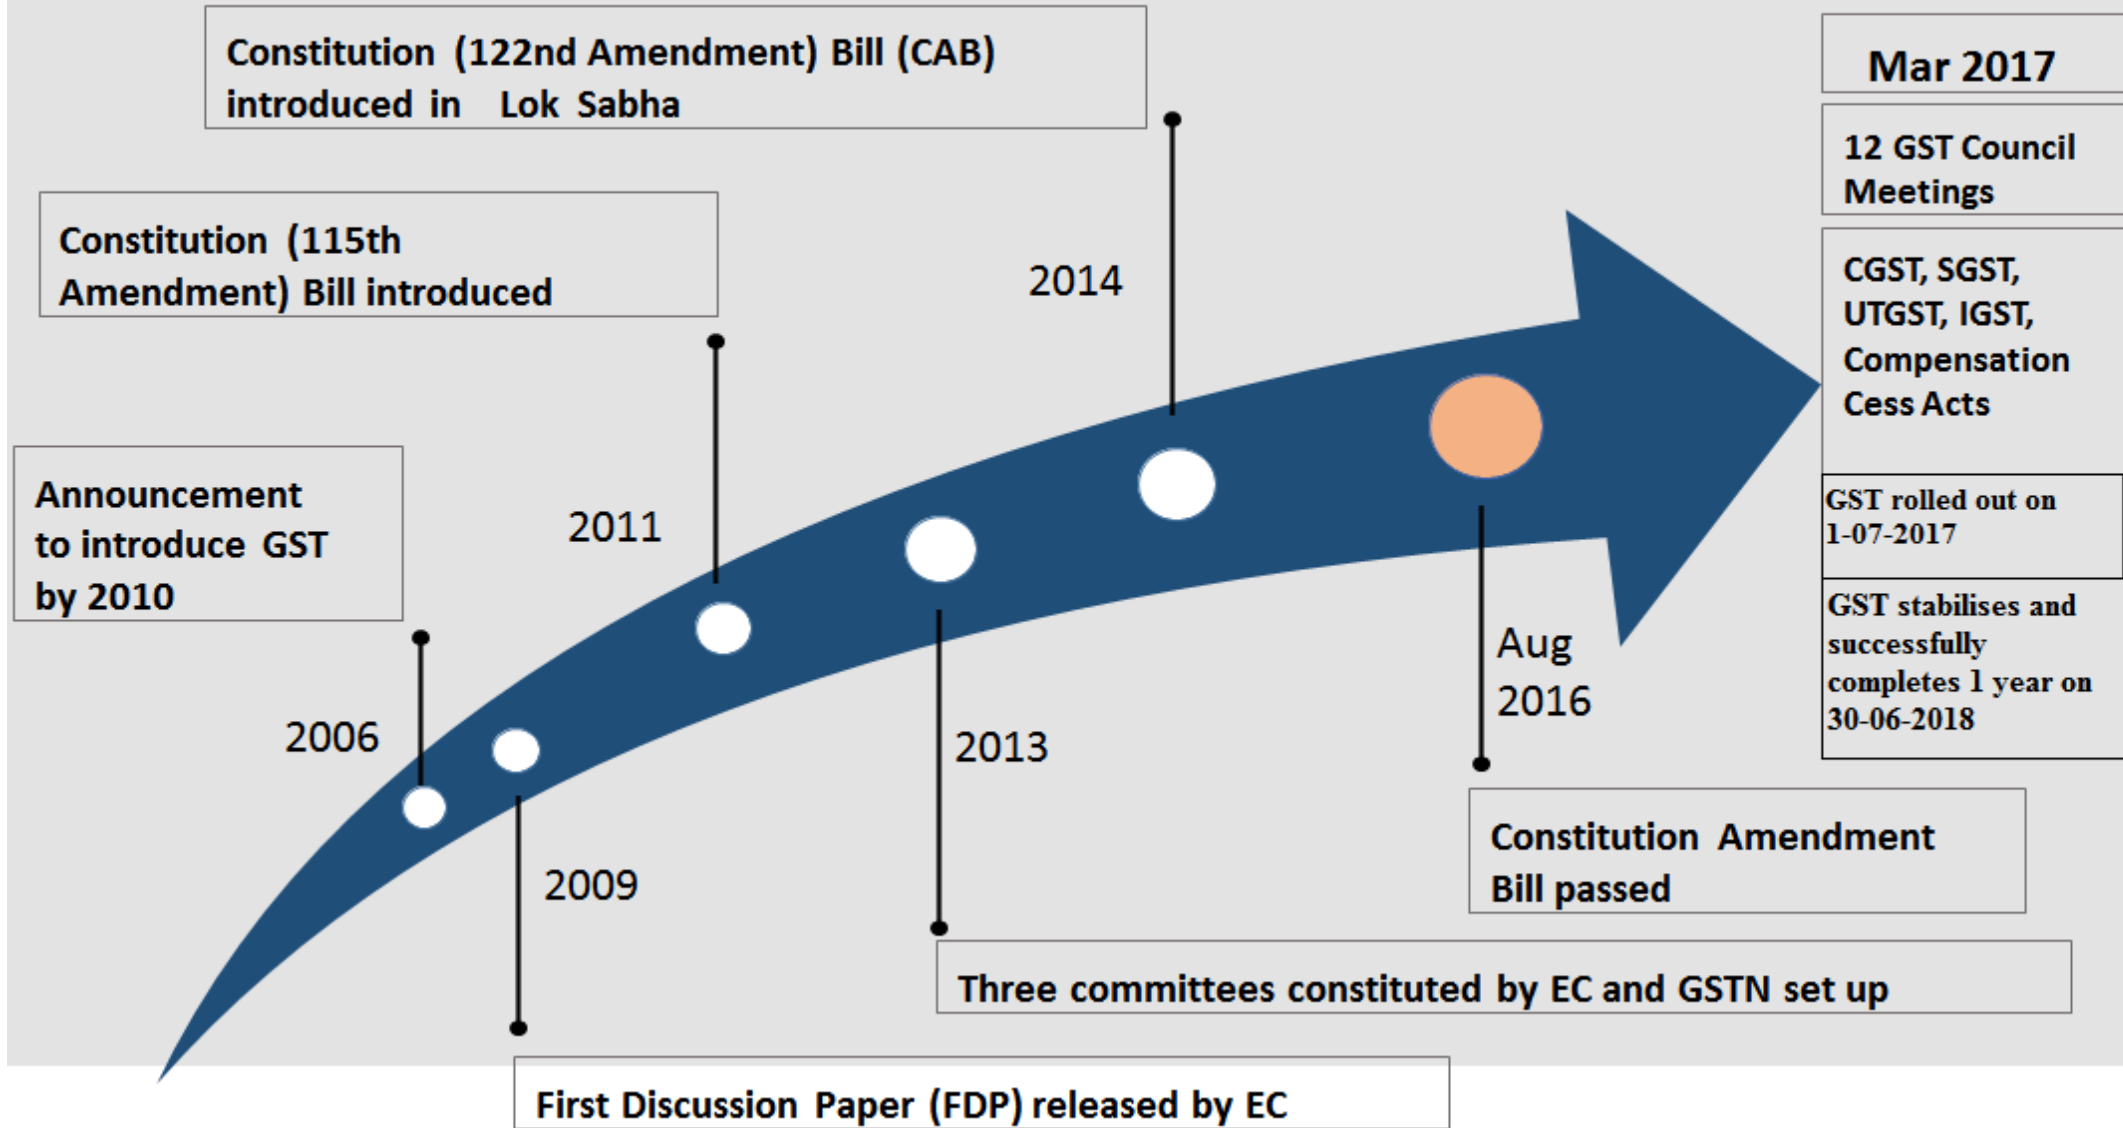 Constitution (122nd Amendment) Bill (CAB)
introduced in Lok Sabha
Constitution (115th
Amendment) Bill introduced
Announcement
to introduce GST
by 2010
2006
2009
First Discussion Paper (FDP) released by EC
2011
2013
Three committees constituted by EC and GSTN set up
2014
Aug
2016
Constitution Amendment
Bill passed
Mar 2017
12 GST Council
Meetings
CGST, SGST,
UTGST, IGST,
Compensation
Cess Acts
GST rolled out on
1-07-2017
GST stabilises and
successfully
completes 1 year on
30-06-2018